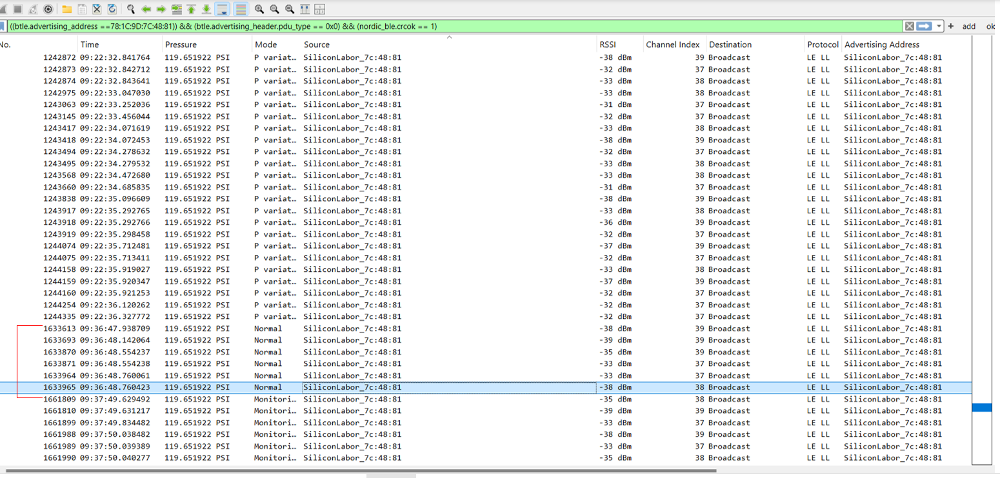 ((btle.advertising_address ==78:1C:9D:7C:48:81)) && (btle.advertising_header.pdu_type == 0x0) && (nordic_ble.crcok == 1) + add ok
No. Time Pressure Mode Source RSSI Channel Index Destination Protocol Advertising Address
1242872 09:22:32.841764 119.651922 PSI P variat… SiliconLabor_7c:48:81 -38 dBm 39 Broadcast LE LL SiliconLabor_7c:48:81
1242873 09:22:32.842712 119.651922 PSI P variat… SiliconLabor_7c:48:81 -32 dBm 37 Broadcast LE LL SiliconLabor_7c:48:81
1242874 09:22:32.843641 119.651922 PSI P variat… SiliconLabor_7c:48:81 -33 dBm 38 Broadcast LE LL SiliconLabor_7c:48:81
1242975 09:22:33.047030 119.651922 PSI P variat… SiliconLabor_7c:48:81 -33 dBm 38 Broadcast LE LL SiliconLabor_7c:48:81
1243063 09:22:33.252036 119.651922 PSI P variat… SiliconLabor_7c:48:81 -31 dBm 37 Broadcast LE LL SiliconLabor_7c:48:81
1243145 09:22:33.456044 119.651922 PSI P variat… SiliconLabor_7c:48:81 -32 dBm 37 Broadcast LE LL SiliconLabor_7c:48:81
1243417 09:22:34.071619 119.651922 PSI P variat… SiliconLabor_7c:48:81 -33 dBm 38 Broadcast LE LL SiliconLabor_7c:48:81
1243418 09:22:34.072453 119.651922 PSI P variat… SiliconLabor_7c:48:81 -38 dBm 39 Broadcast LE LL SiliconLabor_7c:48:81
1243494 09:22:34.278632 119.651922 PSI P variat… SiliconLabor_7c:48:81 -32 dBm 37 Broadcast LE LL SiliconLabor_7c:48:81
1243495 09:22:34.279532 119.651922 PSI P variat… SiliconLabor_7c:48:81 -33 dBm 38 Broadcast LE LL SiliconLabor_7c:48:81
1243568 09:22:34.472680 119.651922 PSI P variat… SiliconLabor_7c:48:81 -33 dBm 38 Broadcast LE LL SiliconLabor_7c:48:81
1243660 09:22:34.685835 119.651922 PSI P variat… SiliconLabor_7c:48:81 -31 dBm 37 Broadcast LE LL SiliconLabor_7c:48:81
1243838 09:22:35.096609 119.651922 PSI P variat… SiliconLabor_7c:48:81 -38 dBm 39 Broadcast LE LL SiliconLabor_7c:48:81
1243917 09:22:35.292765 119.651922 PSI P variat… SiliconLabor_7c:48:81 -33 dBm 38 Broadcast LE LL SiliconLabor_7c:48:81
1243918 09:22:35.292766 119.651922 PSI P variat… SiliconLabor_7c:48:81 -36 dBm 39 Broadcast LE LL SiliconLabor_7c:48:81
1243919 09:22:35.298458 119.651922 PSI P variat… SiliconLabor_7c:48:81 -32 dBm 37 Broadcast LE LL SiliconLabor_7c:48:81
1244074 09:22:35.712481 119.651922 PSI P variat… SiliconLabor_7c:48:81 -37 dBm 39 Broadcast LE LL SiliconLabor_7c:48:81
1244075 09:22:35.713411 119.651922 PSI P variat… SiliconLabor_7c:48:81 -32 dBm 37 Broadcast LE LL SiliconLabor_7c:48:81
1244158 09:22:35.919027 119.651922 PSI P variat… SiliconLabor_7c:48:81 -33 dBm 38 Broadcast LE LL SiliconLabor_7c:48:81
1244159 09:22:35.920347 119.651922 PSI P variat… SiliconLabor_7c:48:81 -37 dBm 39 Broadcast LE LL SiliconLabor_7c:48:81
1244160 09:22:35.921253 119.651922 PSI P variat… SiliconLabor_7c:48:81 -32 dBm 37 Broadcast LE LL SiliconLabor_7c:48:81
1244254 09:22:36.120262 119.651922 PSI P variat… SiliconLabor_7c:48:81 -32 dBm 37 Broadcast LE LL SiliconLabor_7c:48:81
1244335 09:22:36.327772 119.651922 PSI P variat… SiliconLabor_7c:48:81 -32 dBm 37 Broadcast LE LL SiliconLabor_7c:48:81
1633613 09:36:47.938709 119.651922 PSI Normal SiliconLabor_7c:48:81 -38 dBm 39 Broadcast LE LL SiliconLabor_7c:48:81
1633693 09:36:48.142064 119.651922 PSI Normal SiliconLabor_7c:48:81 -39 dBm 39 Broadcast LE LL SiliconLabor_7c:48:81
1633870 09:36:48.554237 119.651922 PSI Normal SiliconLabor_7c:48:81 -35 dBm 39 Broadcast LE LL SiliconLabor_7c:48:81
1633871 09:36:48.554238 119.651922 PSI Normal SiliconLabor_7c:48:81 -33 dBm 37 Broadcast LE LL SiliconLabor_7c:48:81
1633964 09:36:48.760061 119.651922 PSI Normal SiliconLabor_7c:48:81 -33 dBm 37 Broadcast LE LL SiliconLabor_7c:48:81
1633965 09:36:48.760423 119.651922 PSI Normal SiliconLabor_7c:48:81 -38 dBm 38 Broadcast LE LL SiliconLabor_7c:48:81
1661809 09:37:49.629492 119.651922 PSI Monitori… SiliconLabor_7c:48:81 -35 dBm 38 Broadcast LE LL SiliconLabor_7c:48:81
1661810 09:37:49.631217 119.651922 PSI Monitori… SiliconLabor_7c:48:81 -39 dBm 39 Broadcast LE LL SiliconLabor_7c:48:81
1661899 09:37:49.834482 119.651922 PSI Monitori… SiliconLabor_7c:48:81 -33 dBm 37 Broadcast LE LL SiliconLabor_7c:48:81
1661988 09:37:50.038482 119.651922 PSI Monitori… SiliconLabor_7c:48:81 -38 dBm 39 Broadcast LE LL SiliconLabor_7c:48:81
1661989 09:37:50.039389 119.651922 PSI Monitori… SiliconLabor_7c:48:81 -33 dBm 37 Broadcast LE LL SiliconLabor_7c:48:81
1661990 09:37:50.040277 119.651922 PSI Monitori… SiliconLabor_7c:48:81 -35 dBm 38 Broadcast LE LL SiliconLabor_7c:48:81